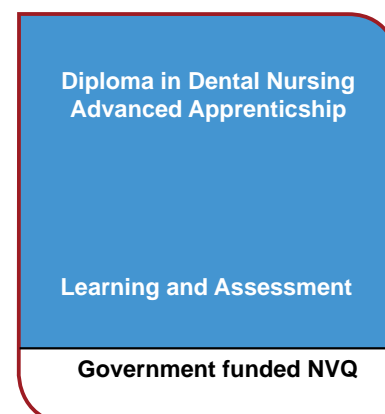 Diploma in Dental Nursing
Advanced Apprenticship
Learning and Assessment
Government funded NVQ